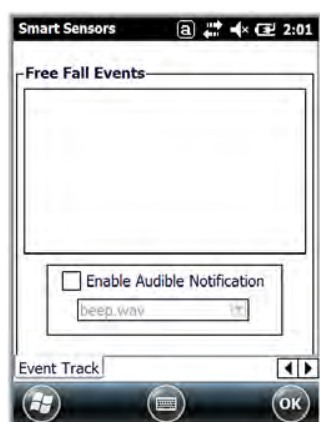 Smart Sensors a 2:01
Free Fall Events
Enable Audible Notification
beep.wav
Event Track
OK